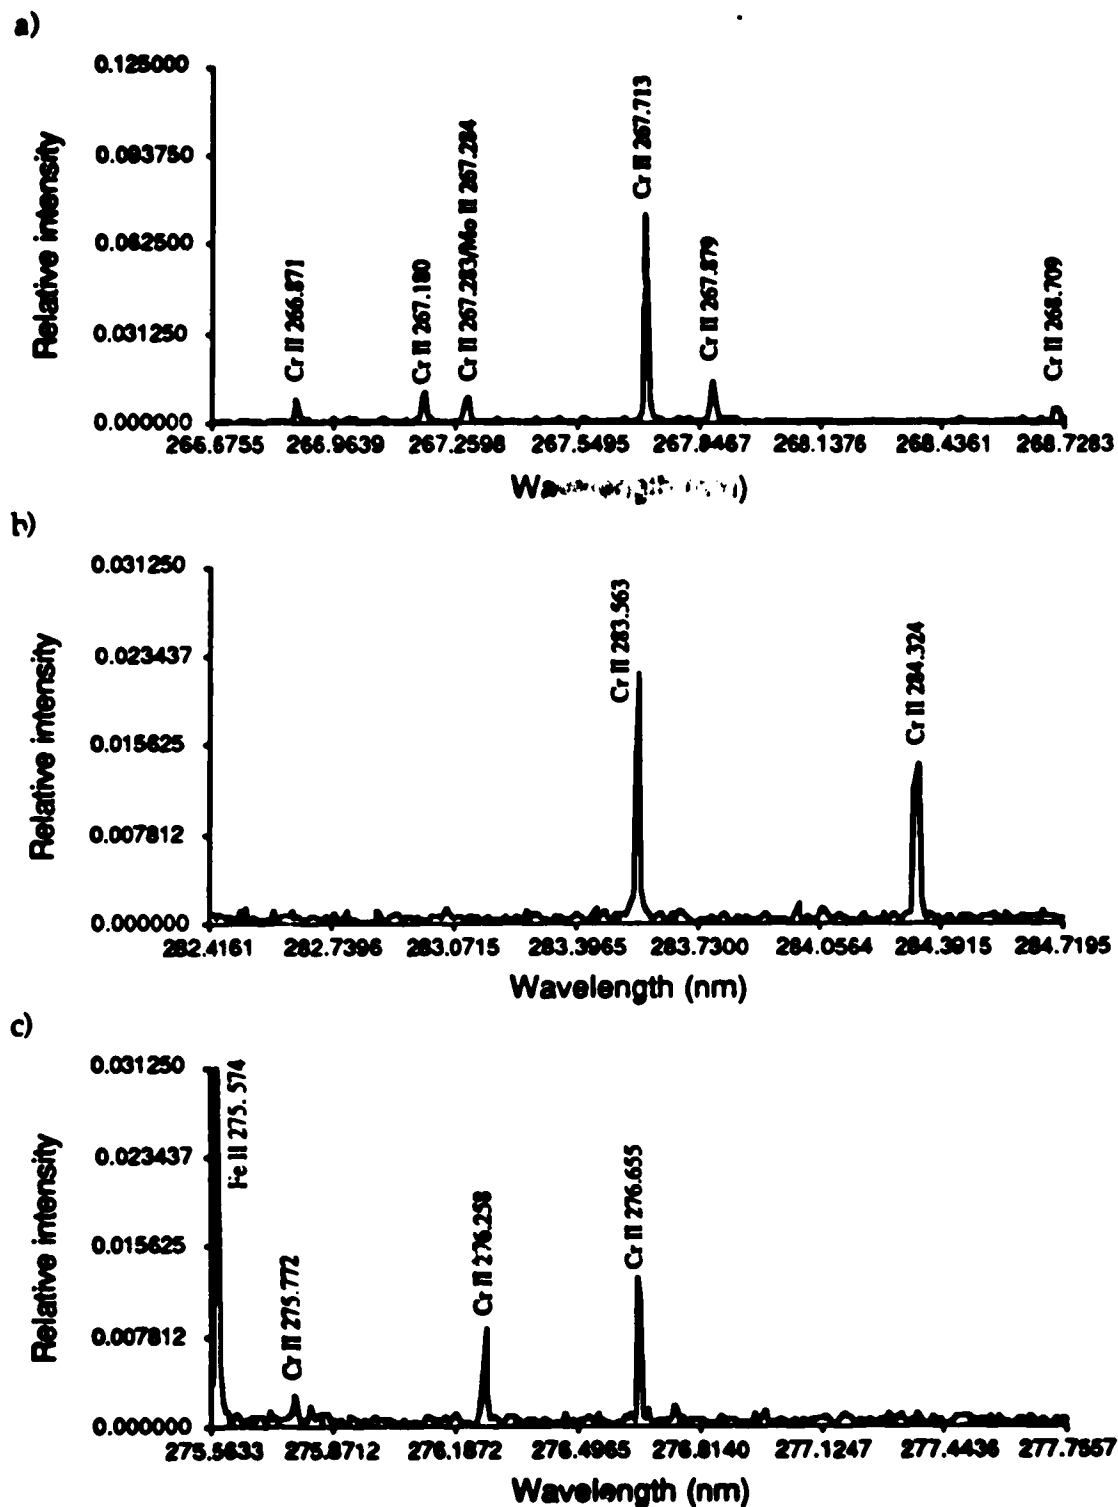 a)
Relative intensity
0.125000
0.093750
0.062500
0.031250
0.000000
Cr II 266.871
Cr II 267.180
Cr II 267.283/Mo II 267.284
Cr II 267.713
Cr II 267.879
Cr II 268.709
266.6755 266.9639 267.2598 267.5495 267.8467 268.1376 268.4361 268.7283
b)
Relative intensity
0.031250
0.023437
0.015625
0.007812
0.000000
Cr II 283.563
Cr II 284.324
282.4161 282.7396 283.0715 283.3965 283.7300 284.0564 284.3915 284.7195
Wavelength (nm)
c)
Relative intensity
0.031250
0.023437
0.015625
0.007812
0.000000
Fe II 275. 574
Cr II 275.772
Cr II 276.258
Cr II 276.655
275.5633 275.8712 276.1872 276.4965 276.8140 277.1247 277.4436 277.7557
Wavelength (nm)